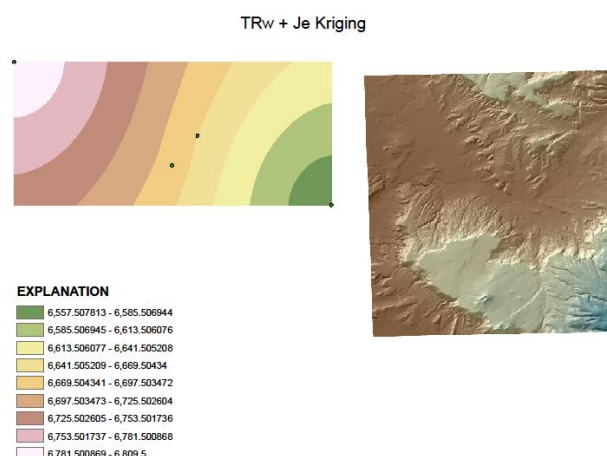 TRw + Je Kriging
EXPLANATION
6,557.507813 - 6,585.506944
6,585.506945 - 6,613.506076
6,613.506077 - 6,641.505208
6,641.505209 - 6,669.50434
6,669.504341 - 6,697.503472
6,697.503473 - 6,725.502604
6,725.502605 - 6,753.501736
6,753.501737 - 6,781.500868
6,781.500869 - 6,809.5